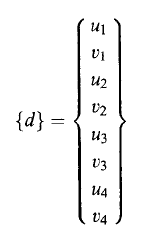 u₁
v₁
u₂
v₂
{d} =
u₃
v₃
u₄
v₄